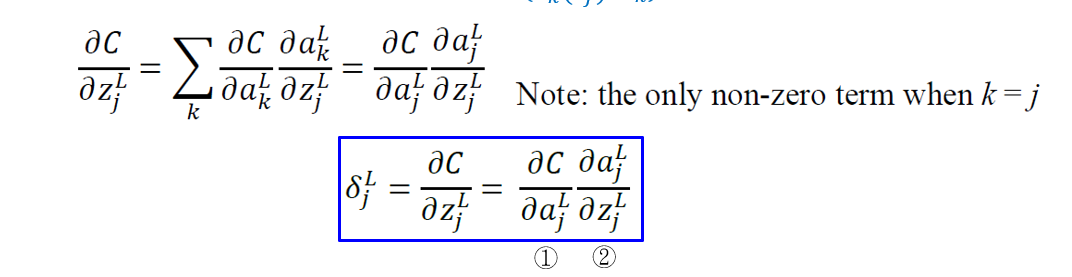 ∂C/∂z_j^L = ∑_k ∂C/∂a_k^L ∂a_k^L/∂z_j^L = ∂C/∂a_j^L ∂a_j^L/∂z_j^L Note: the only non-zero term when k = j
δ_j^L = ∂C/∂z_j^L = ∂C/∂a_j^L ∂a_j^L/∂z_j^L
① ②